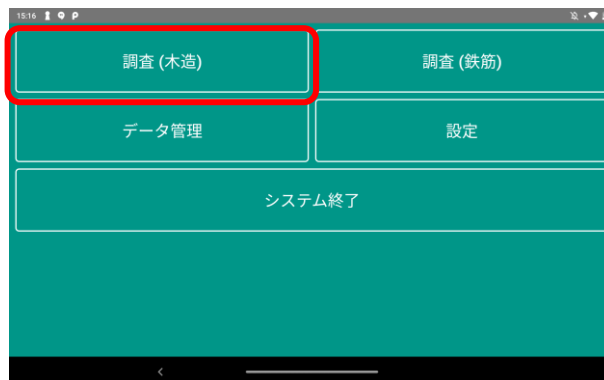 15:16
調査 (木造)
調査 (鉄筋)
データ管理
設定
システム終了